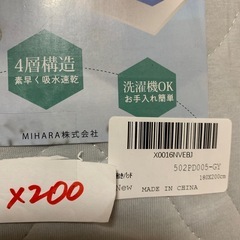 4層構造
素早く吸水速乾
洗濯機OK
お手入れ簡単
MIHARA株式会社
X0016NVEBJ
502PD005-GY
180X200cm
New
MADE IN CHINA
X200